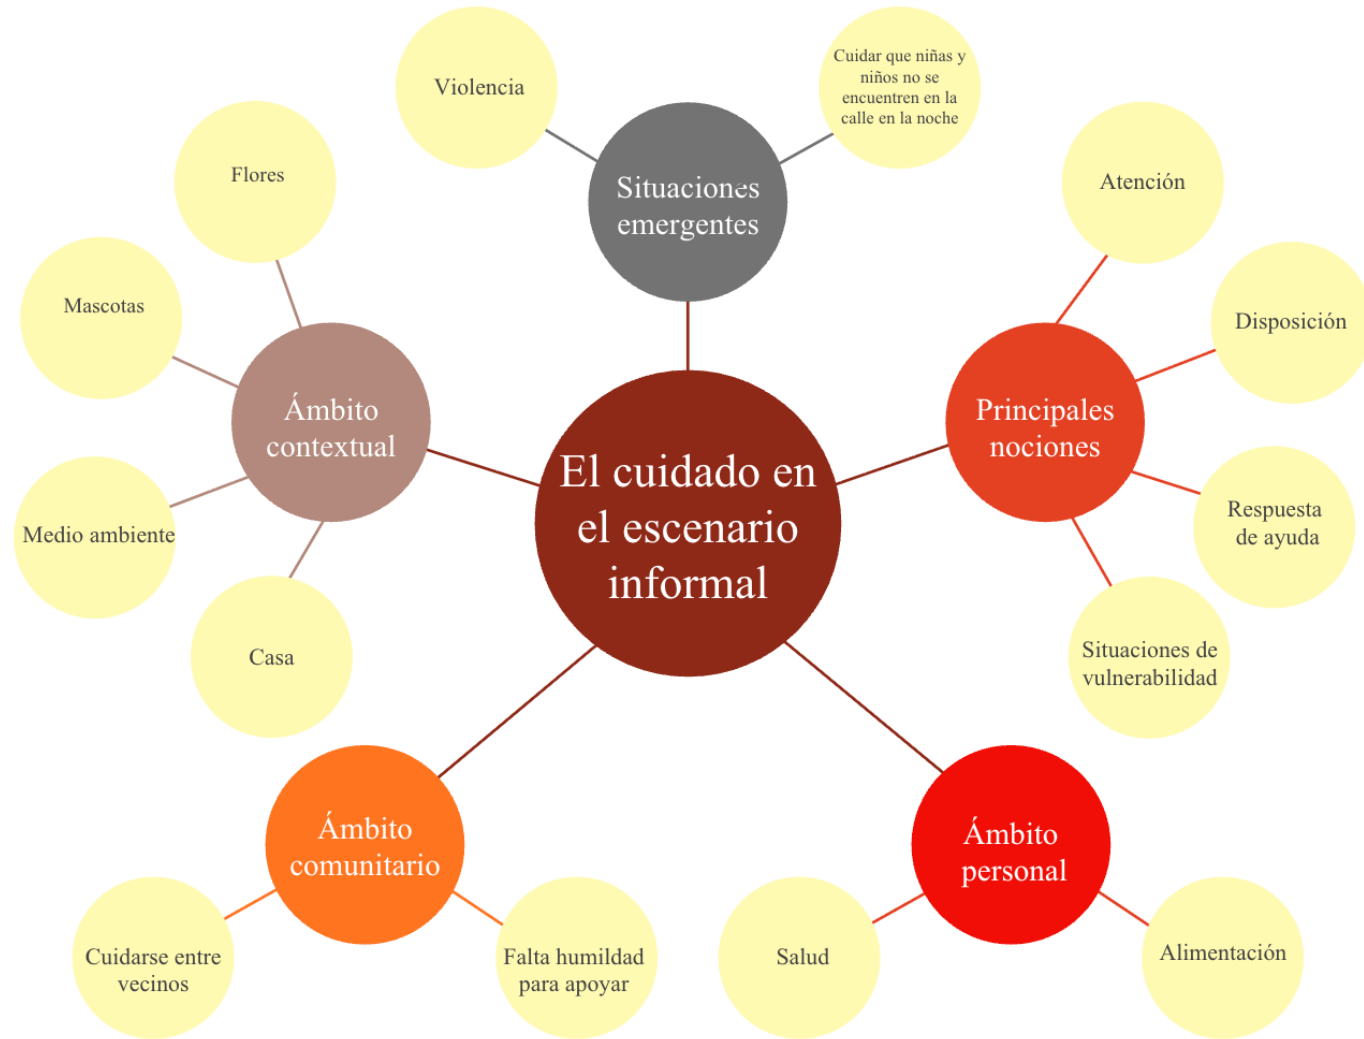 El cuidado en
el escenario
informal
Situaciones
emergentes
Violencia
Cuidar que niñas y
niños no se
encuentren en la
calle en la noche
Principales
nociones
Atención
Disposición
Respuesta
de ayuda
Situaciones de
vulnerabilidad
Ámbito
personal
Salud
Alimentación
Ámbito
comunitario
Cuidarse entre
vecinos
Falta humildad
para apoyar
Ámbito
contextual
Flores
Mascotas
Medio ambiente
Casa